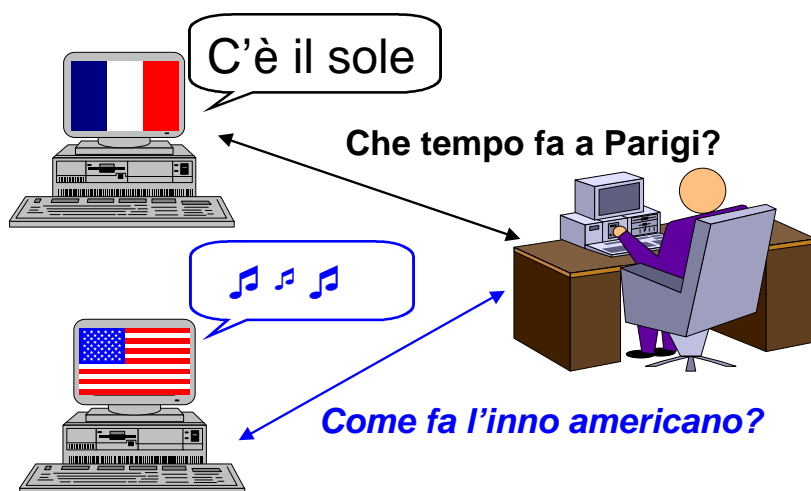 C'è il sole
Che tempo fa a Parigi?
♫ ♫ ♫
Come fa l'inno americano?